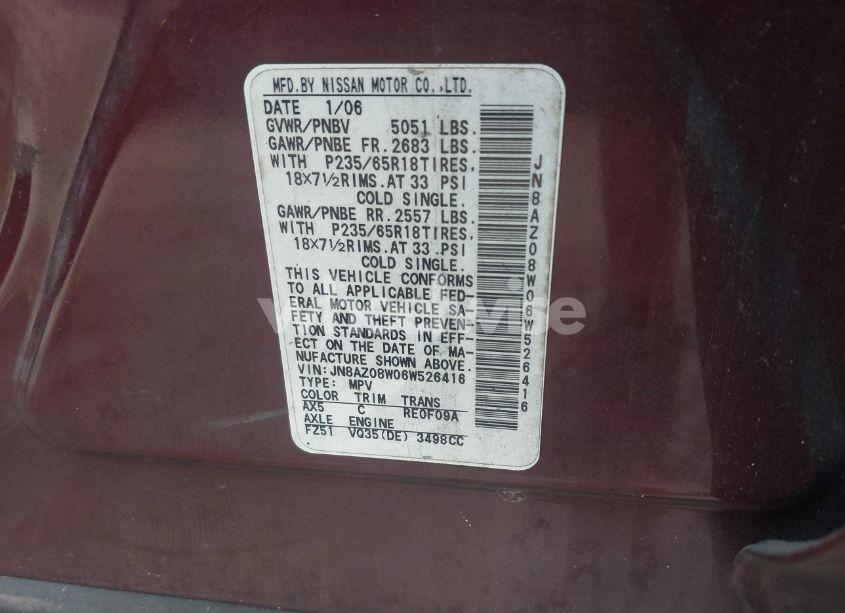 MFD.BY NISSAN MOTOR CO.,LTD.
DATE 1/06
GVWR/PNBV 5051 LBS.
GAWR/PNBE FR.2683 LBS.
WITH P235/65R18TIRES,
18X7½RIMS.AT 33 PSI
COLD SINGLE.
GAWR/PNBE RR.2557 LBS.
WITH P235/65R18TIRES,
18X7½RIMS.AT 33 PSI
COLD SINGLE.
THIS VEHICLE CONFORMS
TO ALL APPLICABLE FED-
ERAL MOTOR VEHICLE SA-
FETY AND THEFT PREVEN-
TION STANDARDS IN EFF-
ECT ON THE DATE OF MA-
NUFACTURE SHOWN ABOVE.
VIN:JN8AZ08W06W526416
TYPE: MPV
COLOR TRIM TRANS
AX5 C RE0F09A
AXLE ENGINE
FZ51 VQ35(DE) 3498CC
JN8AZ08W06W526416